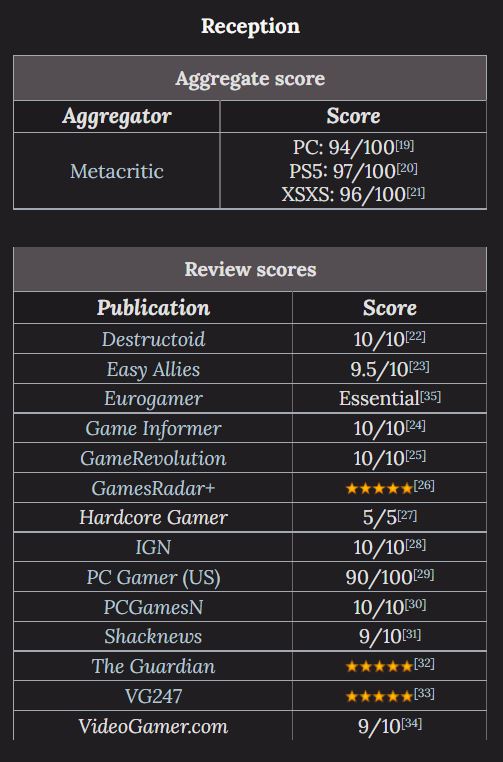 Reception
Aggregate score
Aggregator Score
Metacritic PC: 94/100[19]
PS5: 97/100[20]
XSXS: 96/100[21]
Review scores
Publication Score
Destructoid 10/10[22]
Easy Allies 9.5/10[23]
Eurogamer Essential[35]
Game Informer 10/10[24]
GameRevolution 10/10[25]
GamesRadar+ ★★★★★[26]
Hardcore Gamer 5/5[27]
IGN 10/10[28]
PC Gamer (US) 90/100[29]
PCGamesN 10/10[30]
Shacknews 9/10[31]
The Guardian ★★★★★[32]
VG247 ★★★★★[33]
VideoGamer.com 9/10[34]